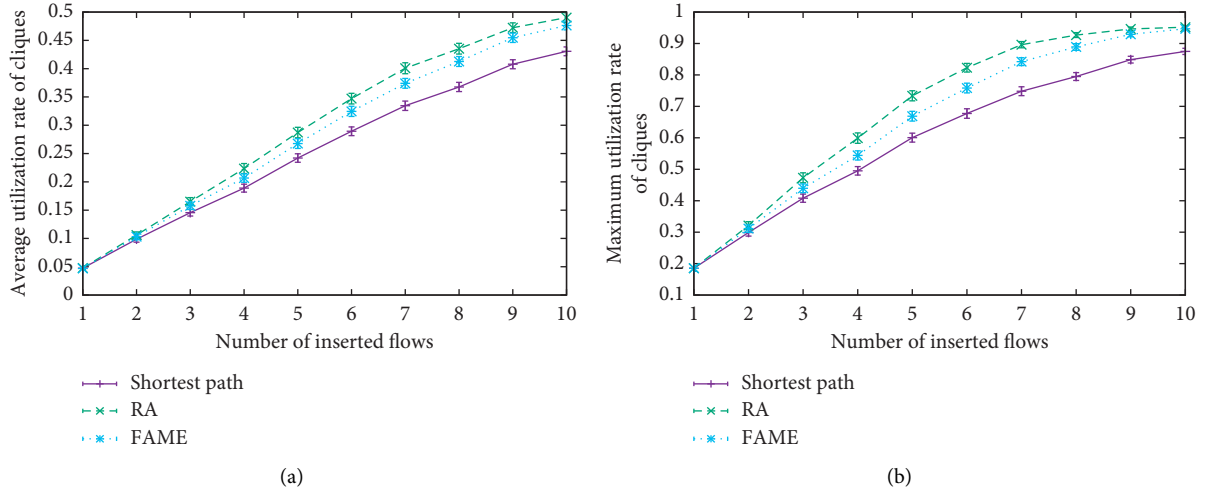 Average utilization rate of cliques
0.5
0.45
0.4
0.35
0.3
0.25
0.2
0.15
0.1
0.05
0
1 2 3 4 5 6 7 8 9 10
Number of inserted flows
Shortest path
RA
FAME
(a)
Maximum utilization rate
of cliques
1
0.9
0.8
0.7
0.6
0.5
0.4
0.3
0.2
0.1
1 2 3 4 5 6 7 8 9 10
Number of inserted flows
Shortest path
RA
FAME
(b)